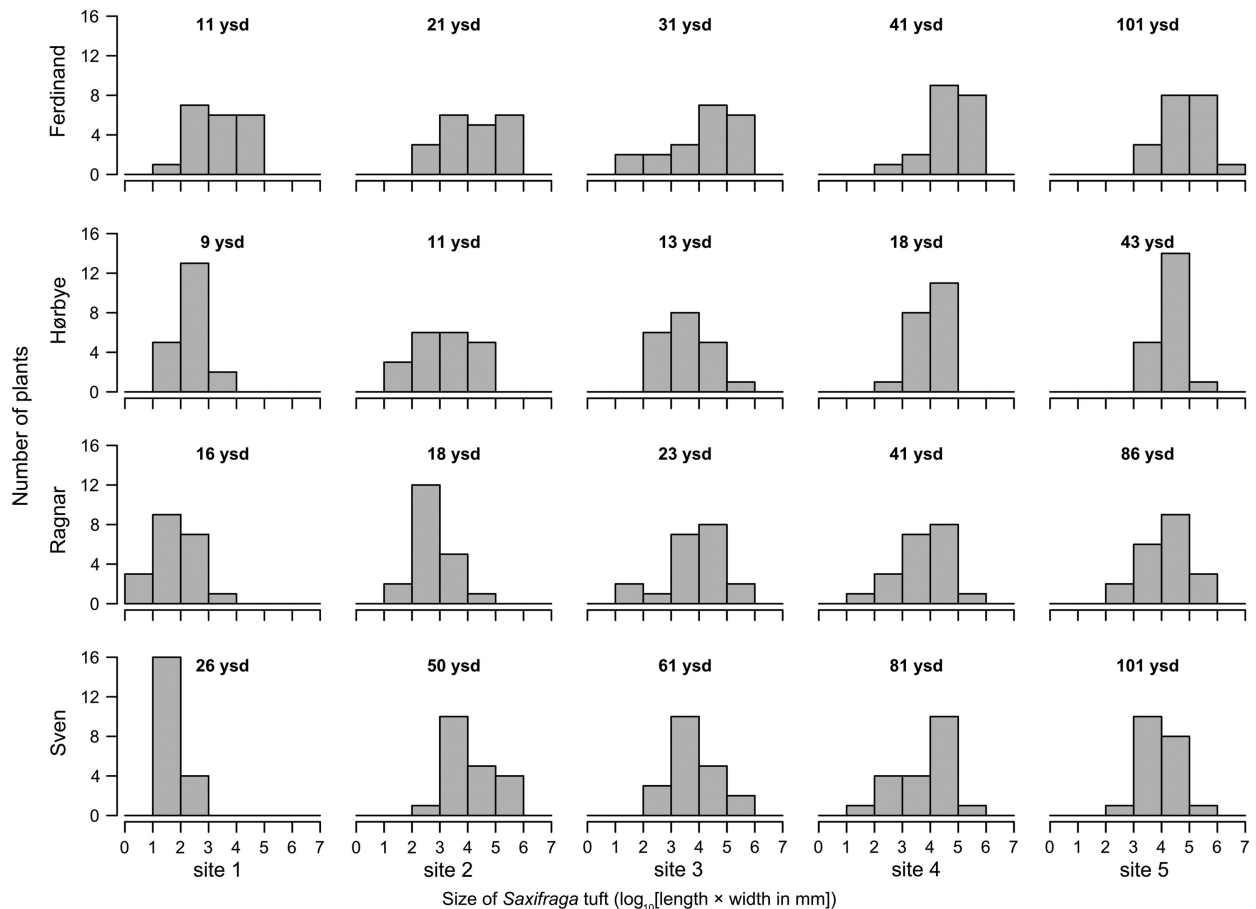 11 ysd 21 ysd 31 ysd 41 ysd 101 ysd
16
12
8
4
0
Ferdinand
9 ysd 11 ysd 13 ysd 18 ysd 43 ysd
16
12
8
4
0
Hørbye
16 ysd 18 ysd 23 ysd 41 ysd 86 ysd
16
12
8
4
0
Ragnar
26 ysd 50 ysd 61 ysd 81 ysd 101 ysd
16
12
8
4
0
Sven
Number of plants
0 1 2 3 4 5 6 7 0 1 2 3 4 5 6 7 0 1 2 3 4 5 6 7 0 1 2 3 4 5 6 7 0 1 2 3 4 5 6 7
site 1 site 2 site 3 site 4 site 5
Size of Saxifraga tuft (log₁₀[length × width in mm])